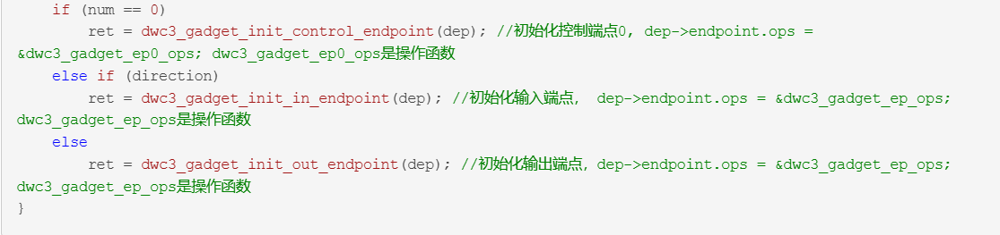 if (num == 0)
        ret = dwc3_gadget_init_control_endpoint(dep); //初始化控制端点0, dep->endpoint.ops =
&dwc3_gadget_ep0_ops; dwc3_gadget_ep0_ops是操作函数
    else if (direction)
        ret = dwc3_gadget_init_in_endpoint(dep); //初始化输入端点, dep->endpoint.ops = &dwc3_gadget_ep_ops;
dwc3_gadget_ep_ops是操作函数
    else
        ret = dwc3_gadget_init_out_endpoint(dep); //初始化输出端点, dep->endpoint.ops = &dwc3_gadget_ep_ops;
dwc3_gadget_ep_ops是操作函数
}